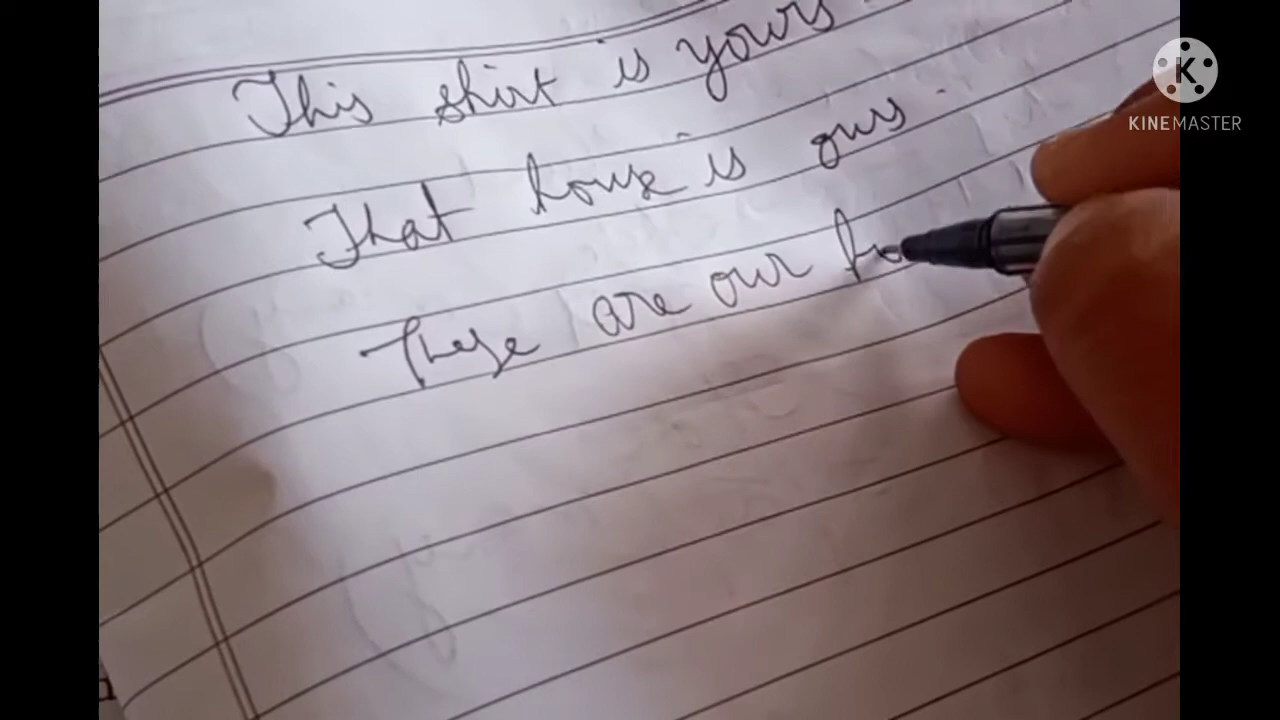 This shirt is yours.
That house is ours.
These are our
KINEMASTER